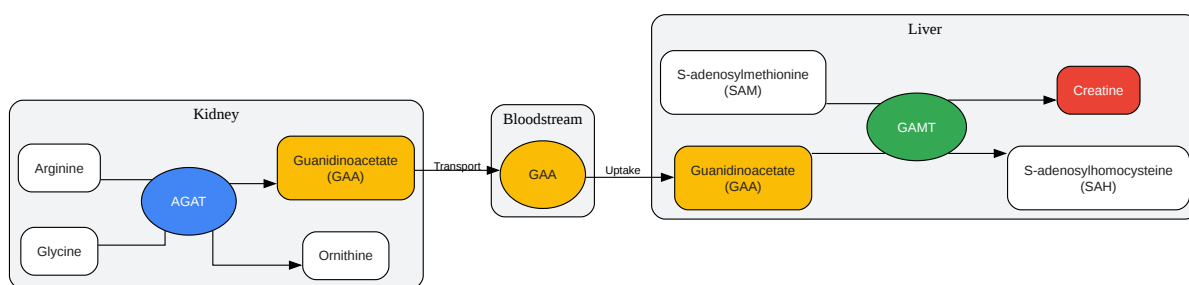 Kidney
Arginine
Glycine
AGAT
Guanidinoacetate
(GAA)
Ornithine
Transport
Bloodstream
GAA
Uptake
Liver
S-adenosylmethionine
(SAM)
Guanidinoacetate
(GAA)
GAMT
Creatine
S-adenosylhomocysteine
(SAH)